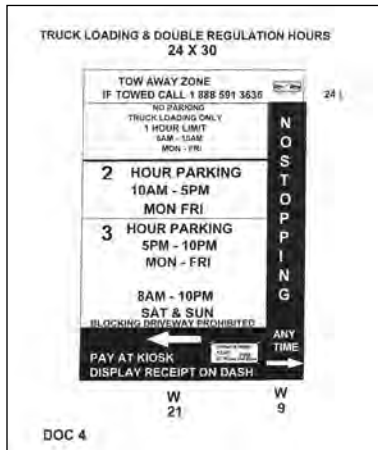 TRUCK LOADING & DOUBLE REGULATION HOURS
24 X 30
TOW AWAY ZONE
IF TOWED CALL 1 888 591 3636
24 L
NO PARKING
TRUCK LOADING ONLY
1 HOUR LIMIT
6AM - 10AM
MON - FRI
2 HOUR PARKING
10AM - 5PM
MON FRI
3 HOUR PARKING
5PM - 10PM
MON - FRI
8AM - 10PM
SAT & SUN
BLOCKING DRIVEWAY PROHIBITED
PAY AT KIOSK
DISPLAY RECEIPT ON DASH
NO STOPPING
ANY
TIME
W
21
W
9
DOC 4